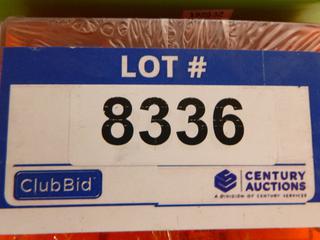 LOT #
8336
ClubBid
CENTURY
AUCTIONS
A DIVISION OF CENTURY SERVICES